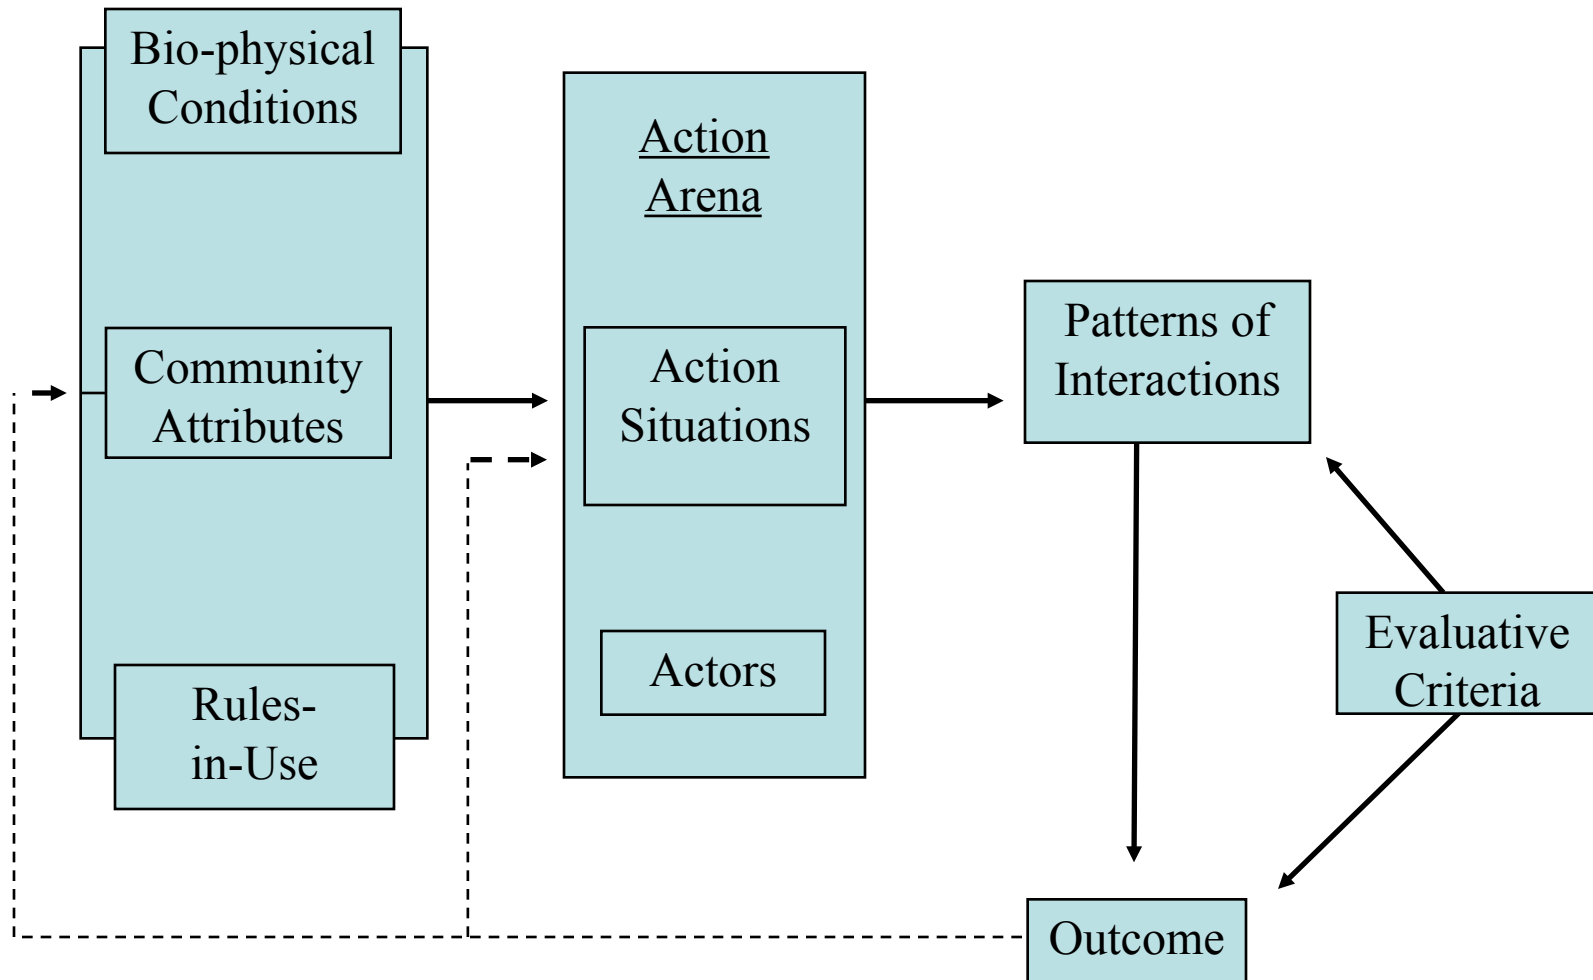 Bio-physical
Conditions
Community
Attributes
Rules-
in-Use
Action
Arena
Action
Situations
Actors
Patterns of
Interactions
Evaluative
Criteria
Outcome